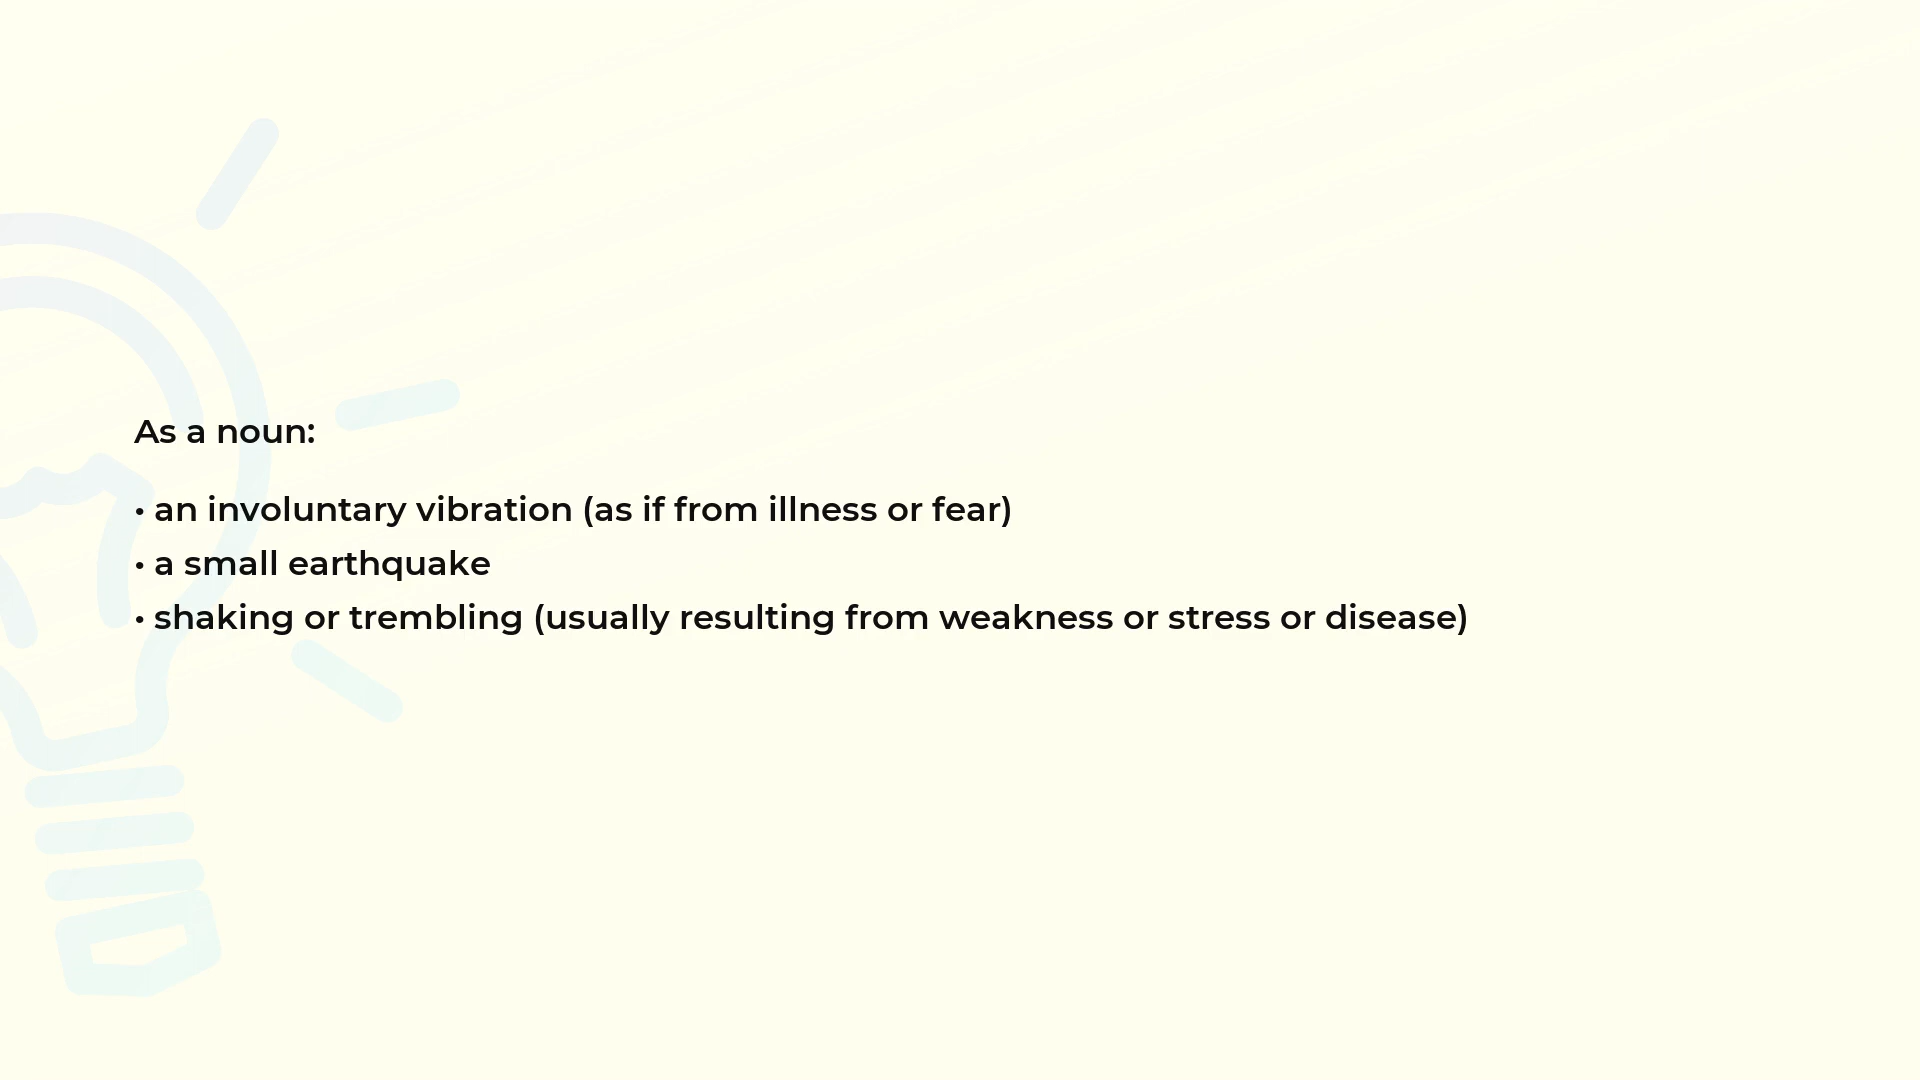 As a noun:
• an involuntary vibration (as if from illness or fear)
• a small earthquake
• shaking or trembling (usually resulting from weakness or stress or disease)